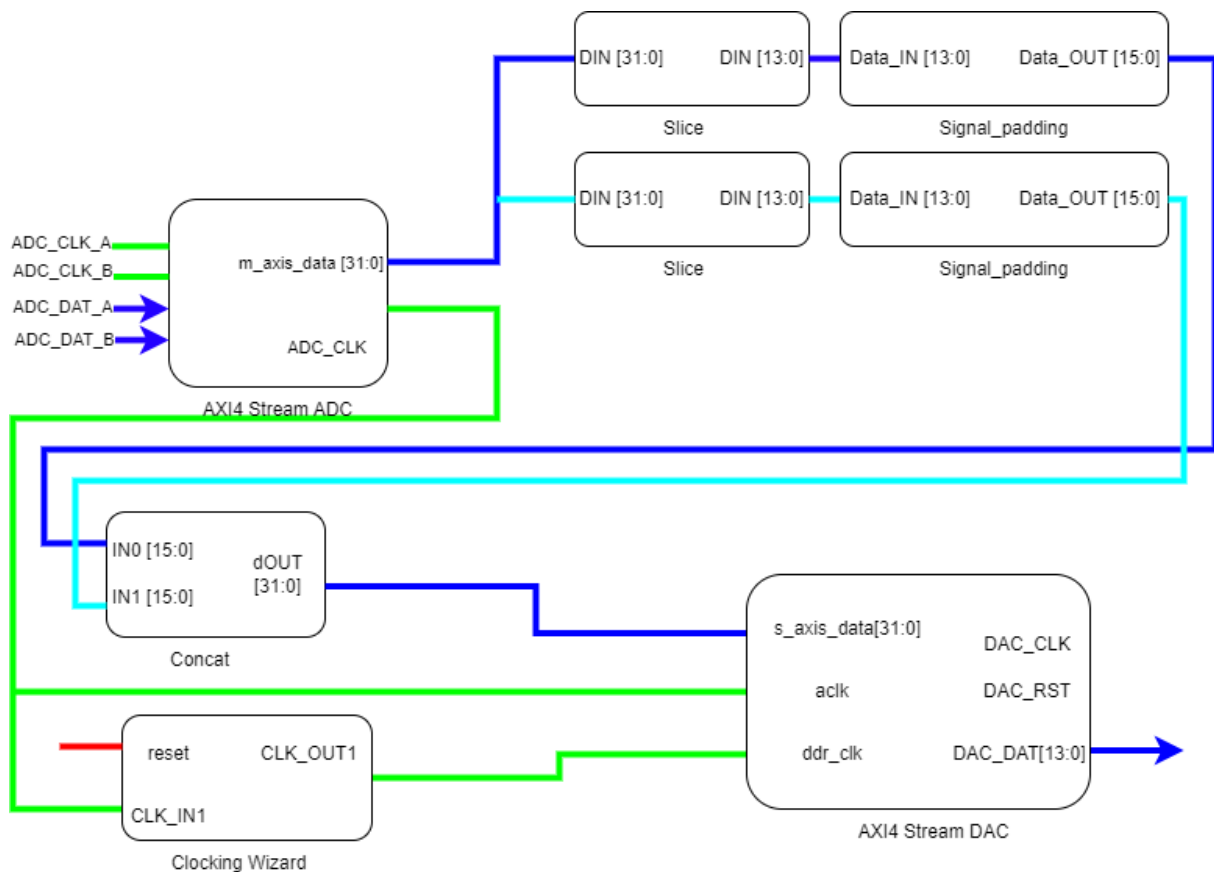 DIN [31:0] DIN [13:0] Data_IN [13:0] Data_OUT [15:0]
Slice Signal_padding
DIN [31:0] DIN [13:0] Data_IN [13:0] Data_OUT [15:0]
Slice Signal_padding
ADC_CLK_A
ADC_CLK_B
ADC_DAT_A
ADC_DAT_B
m_axis_data [31:0]
ADC_CLK
AXI4 Stream ADC
IN0 [15:0]
IN1 [15:0]
dOUT
[31:0]
Concat
s_axis_data[31:0]
aclk
ddr_clk
DAC_CLK
DAC_RST
DAC_DAT[13:0]
AXI4 Stream DAC
reset CLK_OUT1
CLK_IN1
Clocking Wizard